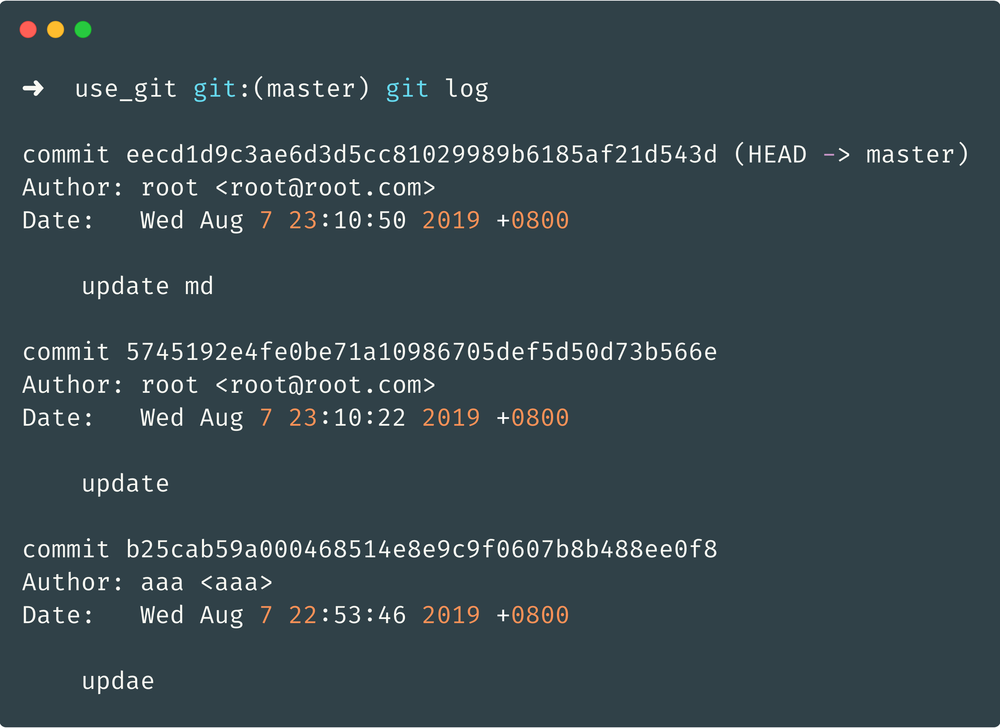 ➜  use_git git:(master) git log
commit eecd1d9c3ae6d3d5cc81029989b6185af21d543d (HEAD -> master)
Author: root <root@root.com>
Date:   Wed Aug 7 23:10:50 2019 +0800
    update md
commit 5745192e4fe0be71a10986705def5d50d73b566e
Author: root <root@root.com>
Date:   Wed Aug 7 23:10:22 2019 +0800
    update
commit b25cab59a000468514e8e9c9f0607b8b488ee0f8
Author: aaa <aaa>
Date:   Wed Aug 7 22:53:46 2019 +0800
    updae